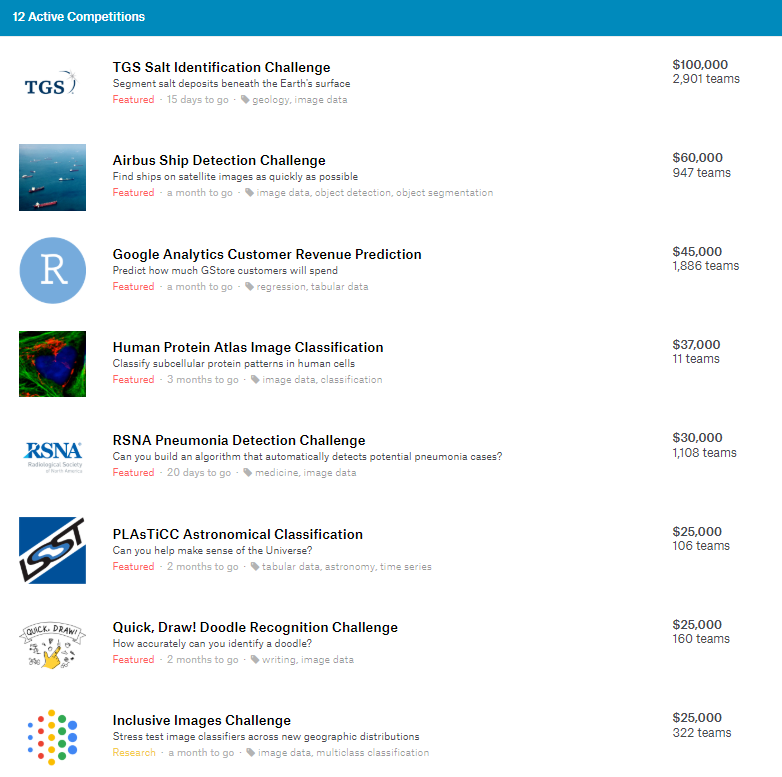 12 Active Competitions
TGS
TGS Salt Identification Challenge
Segment salt deposits beneath the Earth's surface
Featured · 15 days to go · geology, image data
$100,000
2,901 teams
Airbus Ship Detection Challenge
Find ships on satellite images as quickly as possible
Featured · a month to go · image data, object detection, object segmentation
$60,000
947 teams
R
Google Analytics Customer Revenue Prediction
Predict how much GStore customers will spend
Featured · a month to go · regression, tabular data
$45,000
1,886 teams
Human Protein Atlas Image Classification
Classify subcellular protein patterns in human cells
Featured · 3 months to go · image data, classification
$37,000
11 teams
RSNA
Radiological Society
of North America
RSNA Pneumonia Detection Challenge
Can you build an algorithm that automatically detects potential pneumonia cases?
Featured · 20 days to go · medicine, image data
$30,000
1,108 teams
LSST
PLAsTiCC Astronomical Classification
Can you help make sense of the Universe?
Featured · 2 months to go · tabular data, astronomy, time series
$25,000
106 teams
QUICK, DRAW!
Quick, Draw! Doodle Recognition Challenge
How accurately can you identify a doodle?
Featured · 2 months to go · writing, image data
$25,000
160 teams
Inclusive Images Challenge
Stress test image classifiers across new geographic distributions
Research · a month to go · image data, multiclass classification
$25,000
322 teams